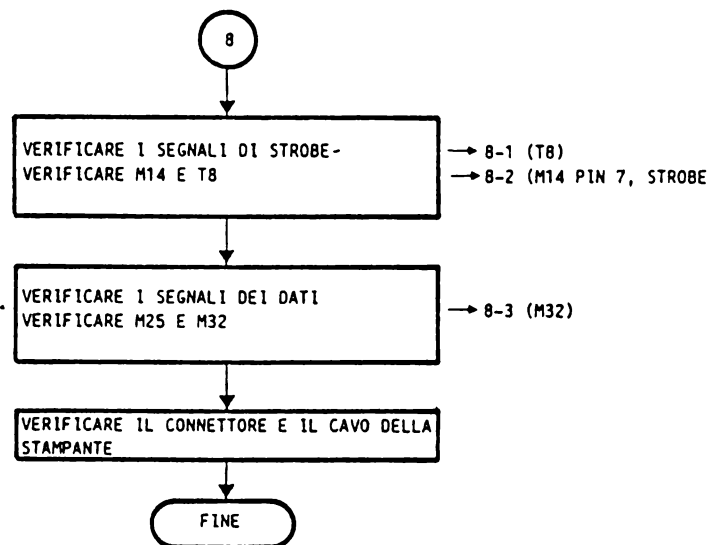 8
VERIFICARE I SEGNALI DI STROBE-
VERIFICARE M14 E T8
8-1 (T8)
8-2 (M14 PIN 7, STROBE
VERIFICARE I SEGNALI DEI DATI
VERIFICARE M25 E M32
8-3 (M32)
VERIFICARE IL CONNETTORE E IL CAVO DELLA
STAMPANTE
FINE